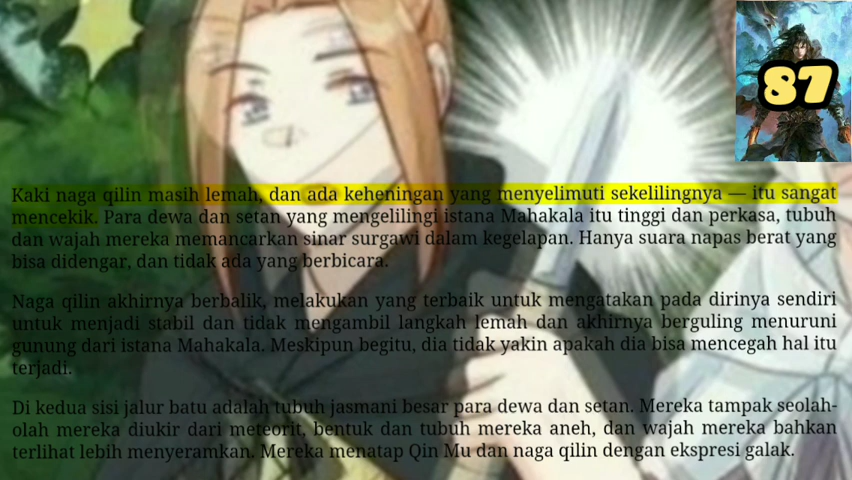 87
Kaki naga qilin masih lemah, dan ada keheningan yang menyelimuti sekelilingnya — itu sangat
mencekik. Para dewa dan setan yang mengelilingi istana Mahakala itu tinggi dan perkasa, tubuh
dan wajah mereka memancarkan sinar surgawi dalam kegelapan. Hanya suara napas berat yang
bisa didengar, dan tidak ada yang berbicara.
Naga qilin akhirnya berbalik, melakukan yang terbaik untuk mengatakan pada dirinya sendiri
untuk menjadi stabil dan tidak mengambil langkah lemah dan akhirnya berguling menuruni
gunung dari istana Mahakala. Meskipun begitu, dia tidak yakin apakah dia bisa mencegah hal itu
terjadi.
Di kedua sisi jalur batu adalah tubuh jasmani besar para dewa dan setan. Mereka tampak seolah-
olah mereka diukir dari meteorit, bentuk dan tubuh mereka aneh, dan wajah mereka bahkan
terlihat lebih menyeramkan. Mereka menatap Qin Mu dan naga qilin dengan ekspresi galak.